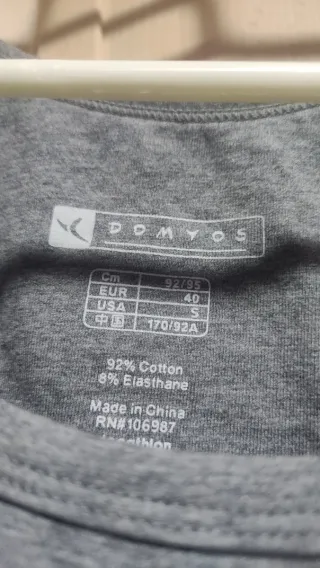 DOMYOS
Cm 92/95
EUR 40
USA S
中国 170/92A
92% Cotton
8% Elasthane
Made in China
RN#106987